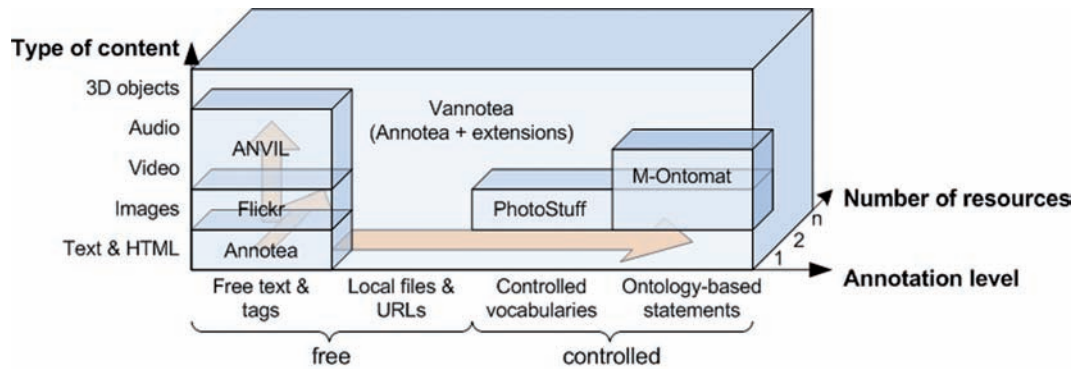 Type of content
3D objects
Audio
Video
Images
Text & HTML
Vannotea
(Annotea + extensions)
ANVIL
Flickr
Annotea
PhotoStuff
M-Ontomat
Number of resources
n
2
1
Annotation level
Free text &
tags
Local files &
URLs
Controlled
vocabularies
Ontology-based
statements
free
controlled